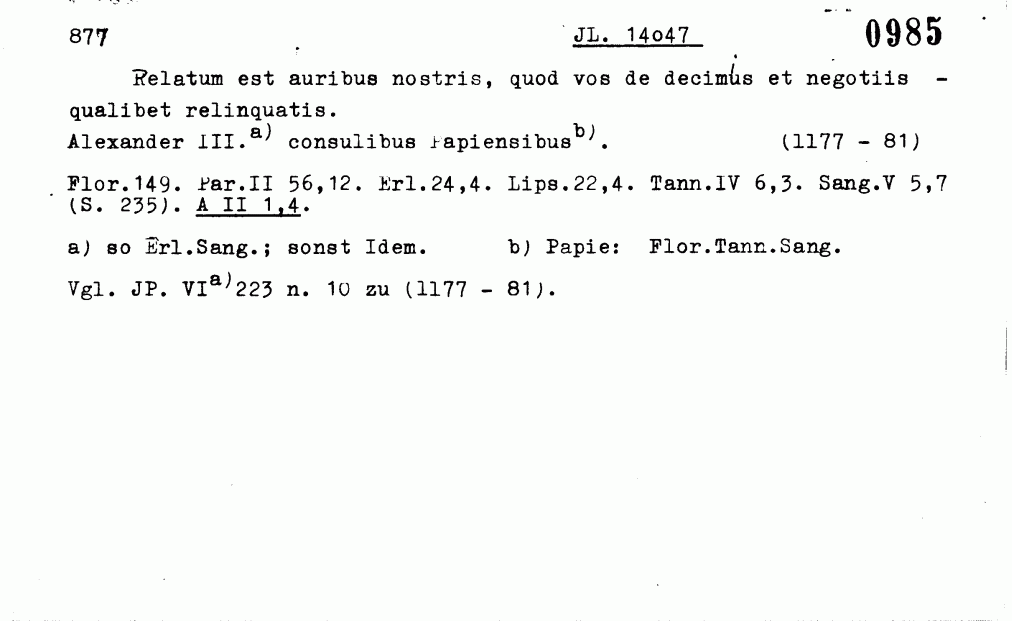 877 JL. 14o47 0985
Relatum est auribus nostris, quod vos de decimis et negotiis -
qualibet relinquatis.
Alexander III.a) consulibus Papiensibusb). (1177 - 81)
Flor.149. Par.II 56,12. Erl.24,4. Lips.22,4. Tann.IV 6,3. Sang.V 5,7
(S. 235). A II 1,4.
a) so Erl.Sang.; sonst Idem. b) Papie: Flor.Tann.Sang.
Vgl. JP. VIa)223 n. 10 zu (1177 - 81).